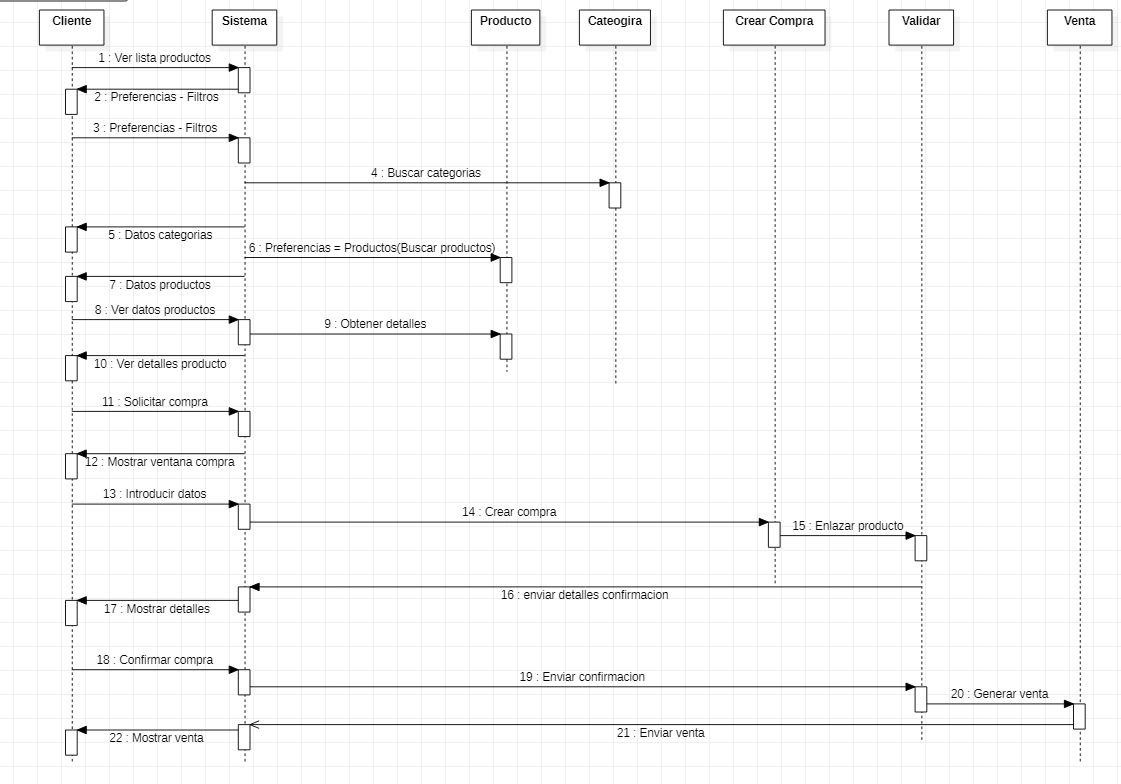 Cliente
Sistema
Producto
Cateogira
Crear Compra
Validar
Venta
1 : Ver lista productos
2 : Preferencias - Filtros
3 : Preferencias - Filtros
4 : Buscar categorias
5 : Datos categorias
6 : Preferencias = Productos(Buscar productos)
7 : Datos productos
8 : Ver datos productos
9 : Obtener detalles
10 : Ver detalles producto
11 : Solicitar compra
12 : Mostrar ventana compra
13 : Introducir datos
14 : Crear compra
15 : Enlazar producto
16 : enviar detalles confirmacion
17 : Mostrar detalles
18 : Confirmar compra
19 : Enviar confirmacion
20 : Generar venta
21 : Enviar venta
22 : Mostrar venta